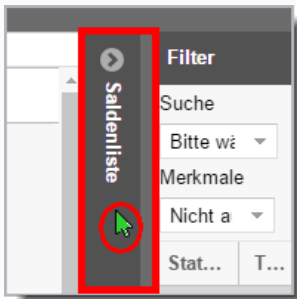 Saldenliste
Filter
Suche
Bitte wä
Merkmale
Nicht a
Stat...
T...